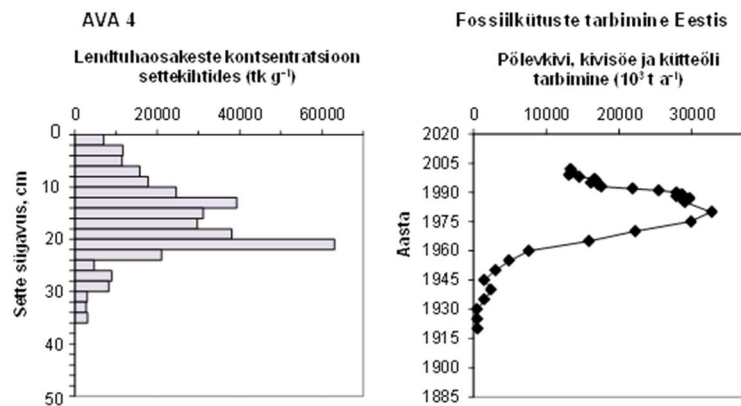 AVA 4
Lendtuhaosakeste kontsentratsioon
settekihtides (tk g⁻¹)
0 20000 40000 60000
0
10
20
30
40
50
Sette sügavus, cm
Fossiilkütuste tarbimine Eestis
Põlevkivi, kivisöe ja kütteõli
tarbimine (10³ t a⁻¹)
0 10000 20000 30000
2020
2005
1990
1975
1960
1945
1930
1915
1900
1885
Aasta